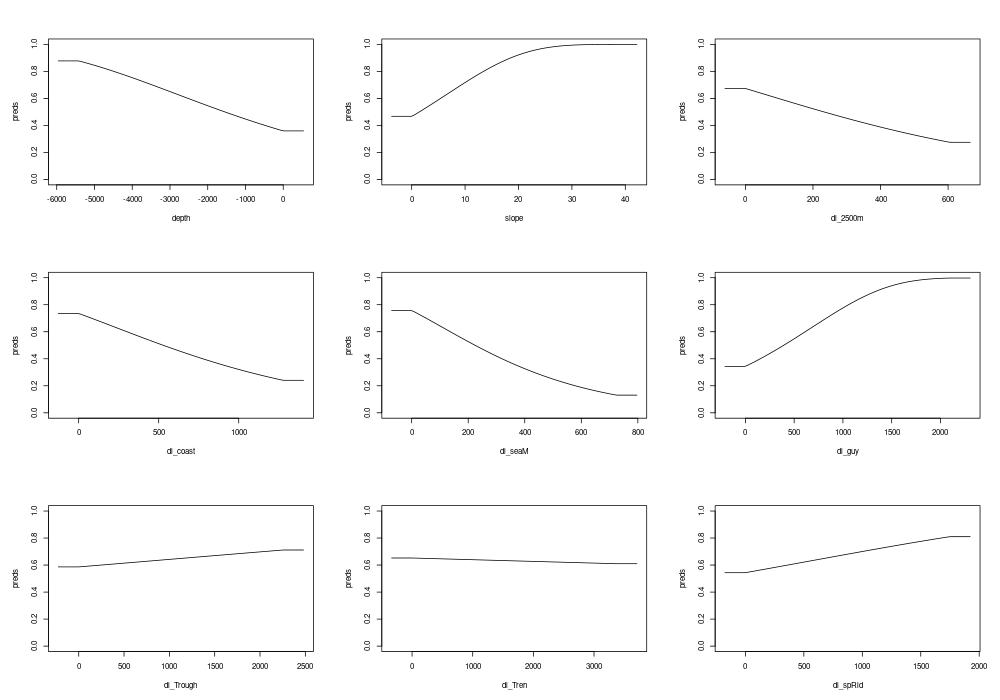 preds
0.0 0.2 0.4 0.6 0.8 1.0
-6000 -5000 -4000 -3000 -2000 -1000 0
depth
preds
0.0 0.2 0.4 0.6 0.8 1.0
0 10 20 30 40
slope
preds
0.0 0.2 0.4 0.6 0.8 1.0
0 200 400 600
di_2500m
preds
0.0 0.2 0.4 0.6 0.8 1.0
0 500 1000
di_coast
preds
0.0 0.2 0.4 0.6 0.8 1.0
0 200 400 600 800
di_seaM
preds
0.0 0.2 0.4 0.6 0.8 1.0
0 500 1000 1500 2000
di_guy
preds
0.0 0.2 0.4 0.6 0.8 1.0
0 500 1000 1500 2000 2500
di_Trough
preds
0.0 0.2 0.4 0.6 0.8 1.0
0 1000 2000 3000
di_Tren
preds
0.0 0.2 0.4 0.6 0.8 1.0
0 500 1000 1500 2000
di_spRid